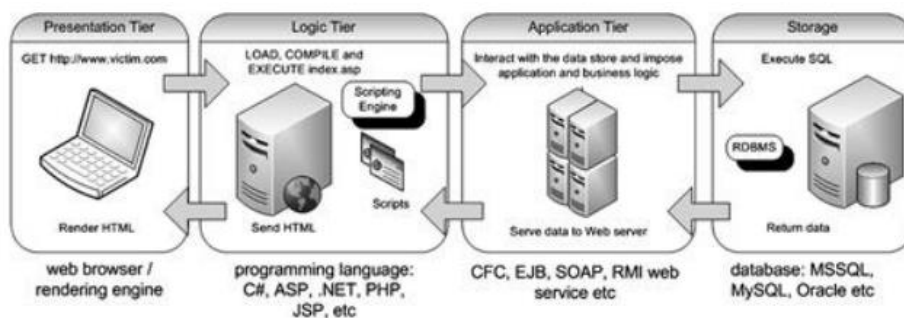 Presentation Tier
GET http://www.victim.com
Render HTML
web browser /
rendering engine
Logic Tier
LOAD, COMPILE and
EXECUTE index.asp
Scripting
Engine
Scripts
Send HTML
programming language:
C#, ASP, .NET, PHP,
JSP, etc
Application Tier
Interact with the data store and impose
application and business logic
Serve data to Web server
CFC, EJB, SOAP, RMI web
service etc
Storage
Execute SQL
RDBMS
Return data
database: MSSQL,
MySQL, Oracle etc